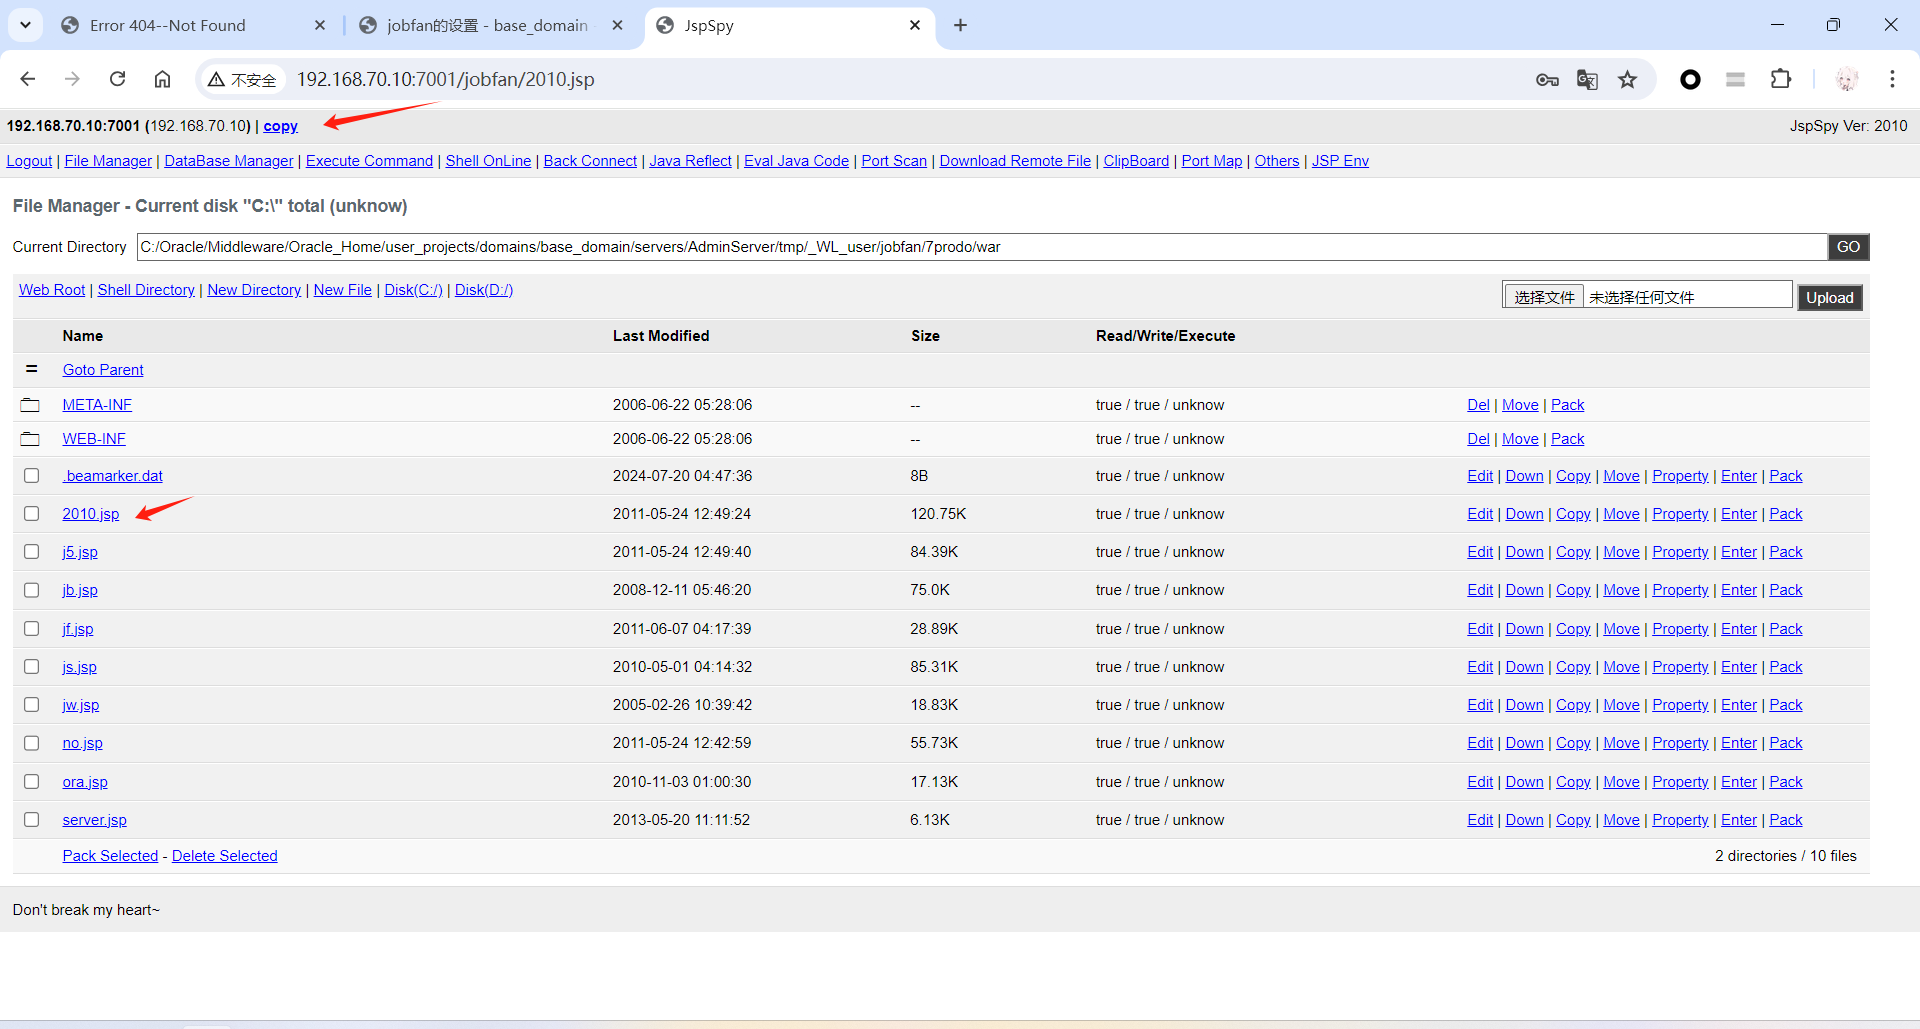 Error 404--Not Found
jobfan的设置 - base_domain
JspSpy
不安全
192.168.70.10:7001/jobfan/2010.jsp
192.168.70.10:7001 (192.168.70.10) | copy
JspSpy Ver: 2010
Logout | File Manager | DataBase Manager | Execute Command | Shell OnLine | Back Connect | Java Reflect | Eval Java Code | Port Scan | Download Remote File | ClipBoard | Port Map | Others | JSP Env
File Manager - Current disk "C:\" total (unknow)
Current Directory C:/Oracle/Middleware/Oracle_Home/user_projects/domains/base_domain/servers/AdminServer/tmp/_WL_user/jobfan/7prodo/war GO
Web Root | Shell Directory | New Directory | New File | Disk(C:/) | Disk(D:/)
选择文件 未选择任何文件 Upload
Name Last Modified Size Read/Write/Execute
= Goto Parent
META-INF 2006-06-22 05:28:06 -- true / true / unknow Del | Move | Pack
WEB-INF 2006-06-22 05:28:06 -- true / true / unknow Del | Move | Pack
.beamarker.dat 2024-07-20 04:47:36 8B true / true / unknow Edit | Down | Copy | Move | Property | Enter | Pack
2010.jsp 2011-05-24 12:49:24 120.75K true / true / unknow Edit | Down | Copy | Move | Property | Enter | Pack
j5.jsp 2011-05-24 12:49:40 84.39K true / true / unknow Edit | Down | Copy | Move | Property | Enter | Pack
jb.jsp 2008-12-11 05:46:20 75.0K true / true / unknow Edit | Down | Copy | Move | Property | Enter | Pack
jf.jsp 2011-06-07 04:17:39 28.89K true / true / unknow Edit | Down | Copy | Move | Property | Enter | Pack
js.jsp 2010-05-01 04:14:32 85.31K true / true / unknow Edit | Down | Copy | Move | Property | Enter | Pack
jw.jsp 2005-02-26 10:39:42 18.83K true / true / unknow Edit | Down | Copy | Move | Property | Enter | Pack
no.jsp 2011-05-24 12:42:59 55.73K true / true / unknow Edit | Down | Copy | Move | Property | Enter | Pack
ora.jsp 2010-11-03 01:00:30 17.13K true / true / unknow Edit | Down | Copy | Move | Property | Enter | Pack
server.jsp 2013-05-20 11:11:52 6.13K true / true / unknow Edit | Down | Copy | Move | Property | Enter | Pack
Pack Selected - Delete Selected 2 directories / 10 files
Don't break my heart~